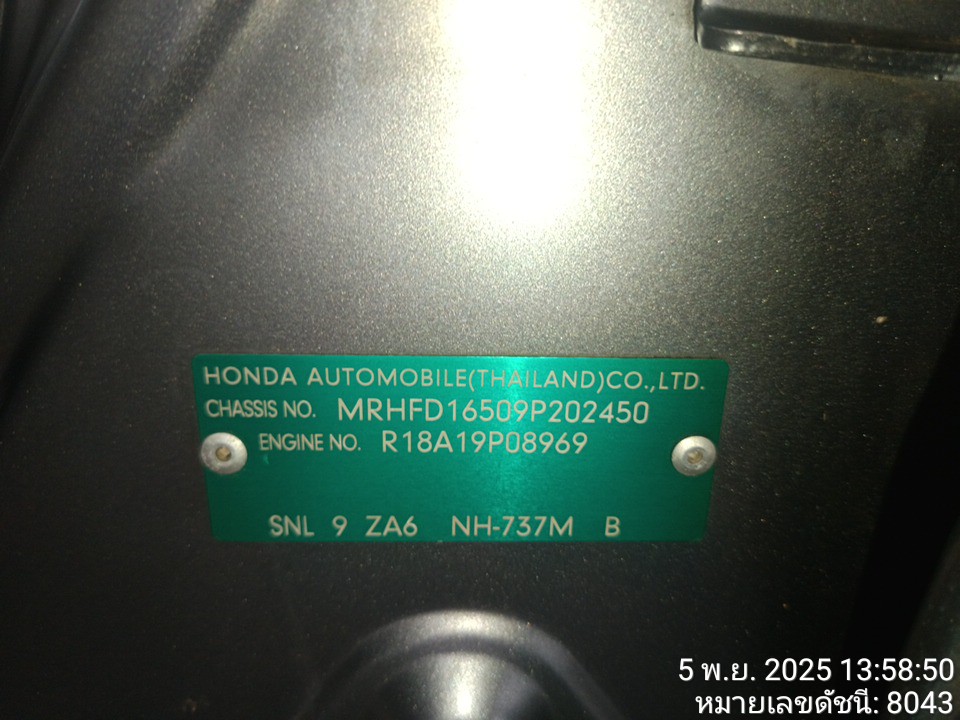 HONDA AUTOMOBILE(THAILAND)CO.,LTD.
CHASSIS NO. MRHFD16509P202450
ENGINE NO. R18A19P08969
SNL 9 ZA6 NH-737M B
5 พ.ย. 2025 13:58:50
หมายเลขดัชนี: 8043